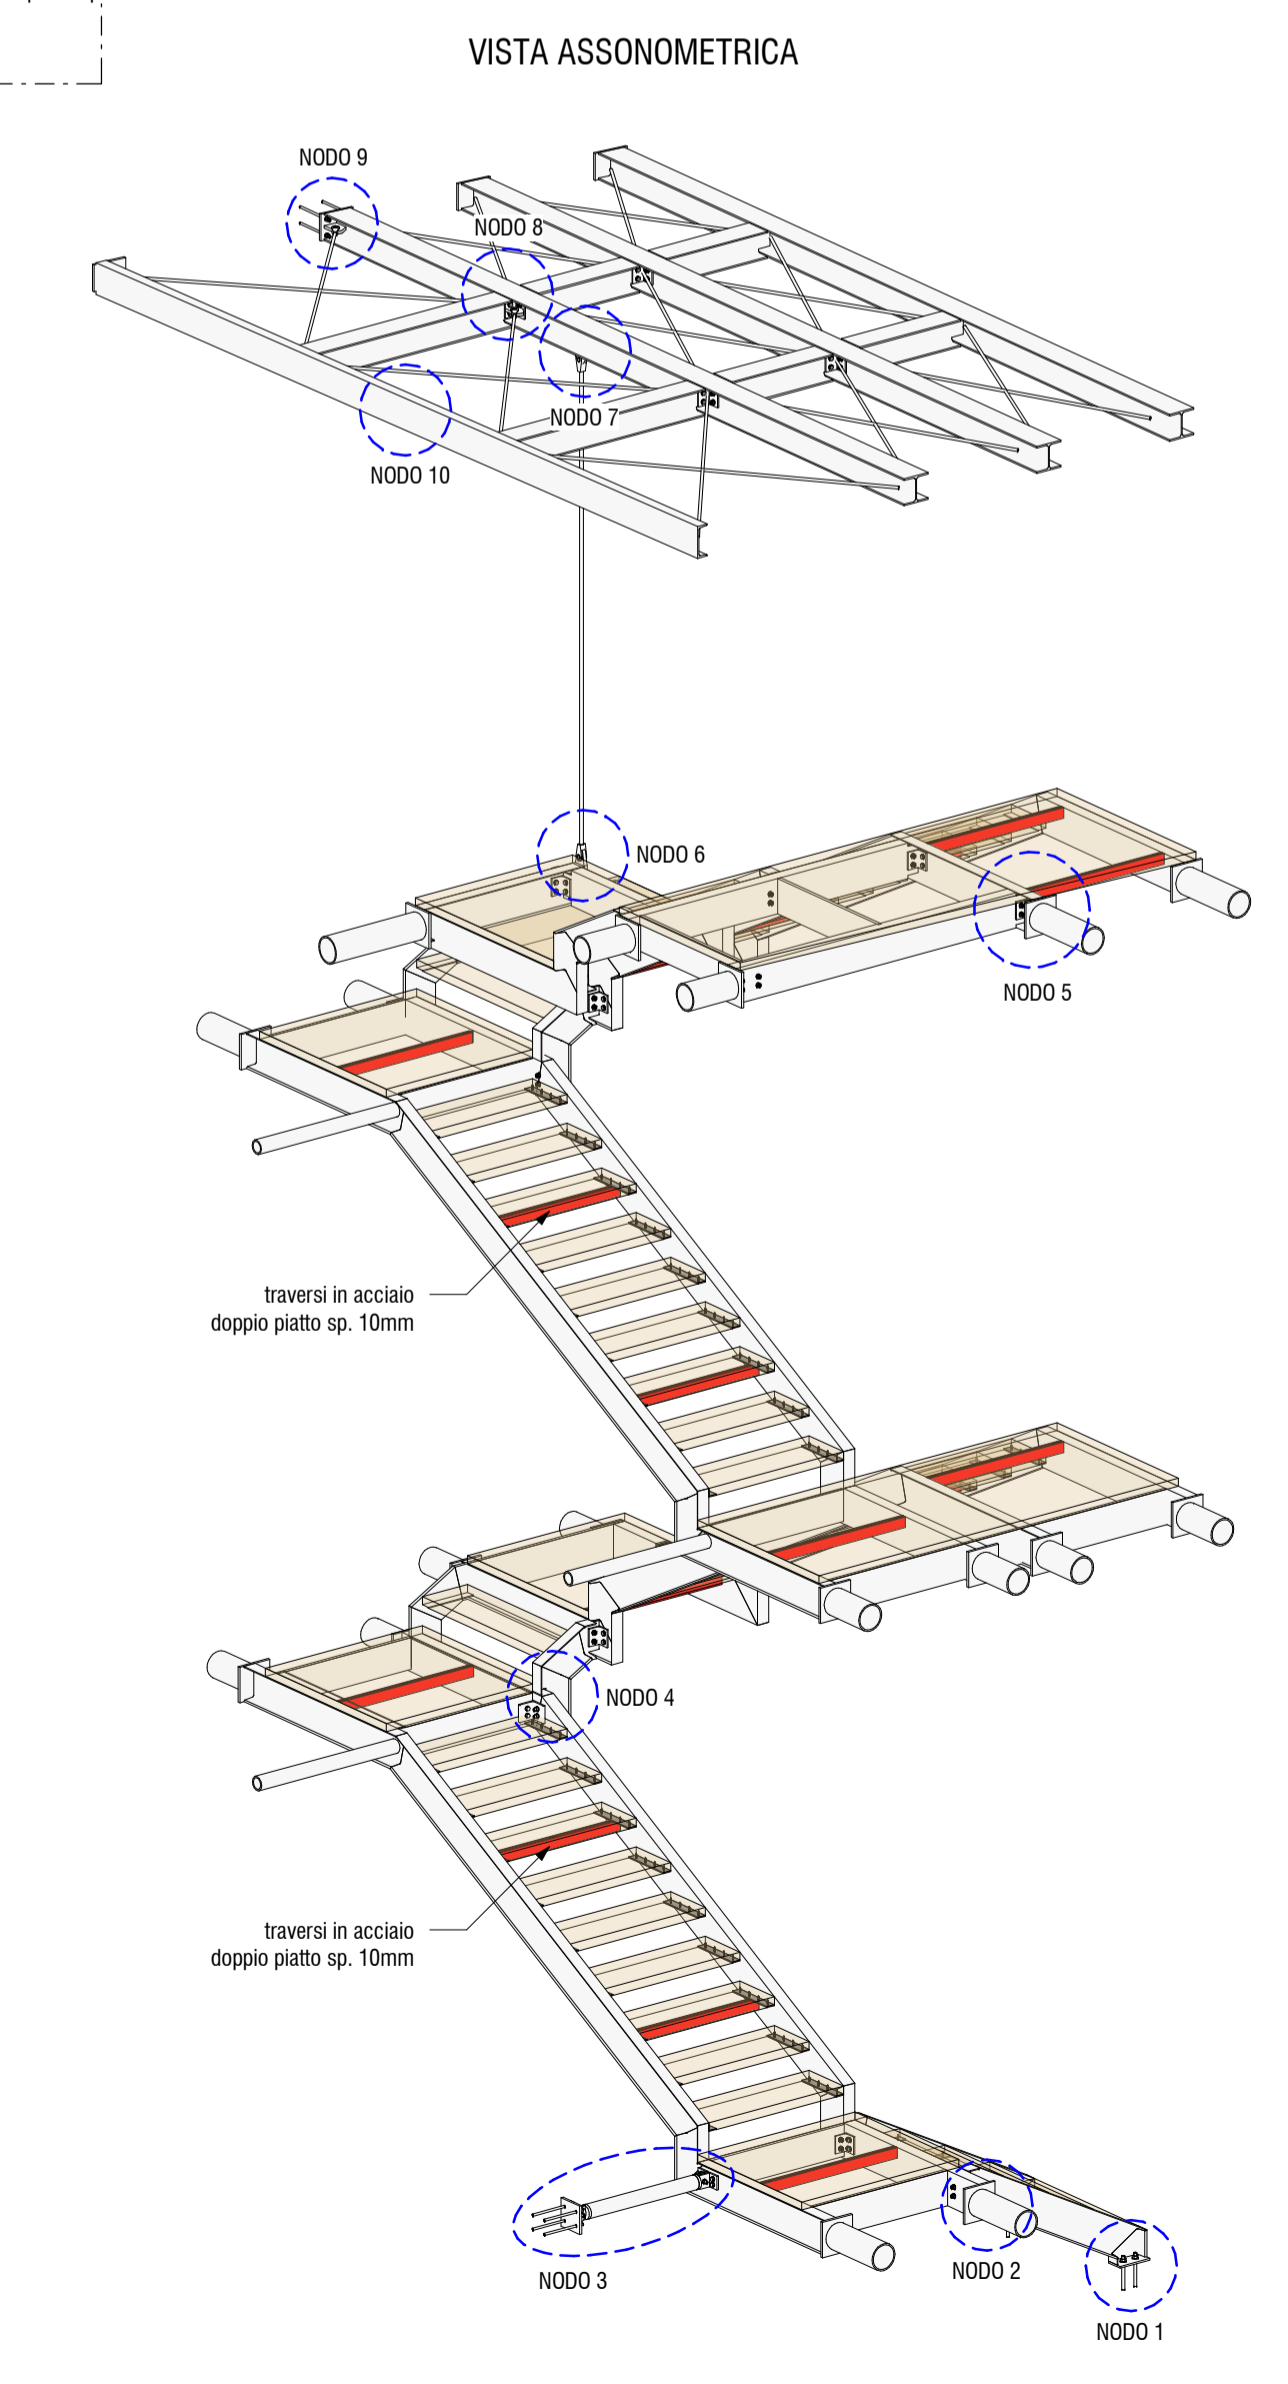 VISTA ASSONOMETRICA
NODO 9
NODO 8
NODO 7
NODO 10
NODO 6
NODO 5
traversi in acciaio
doppio piatto sp. 10mm
NODO 4
traversi in acciaio
doppio piatto sp. 10mm
NODO 3
NODO 2
NODO 1